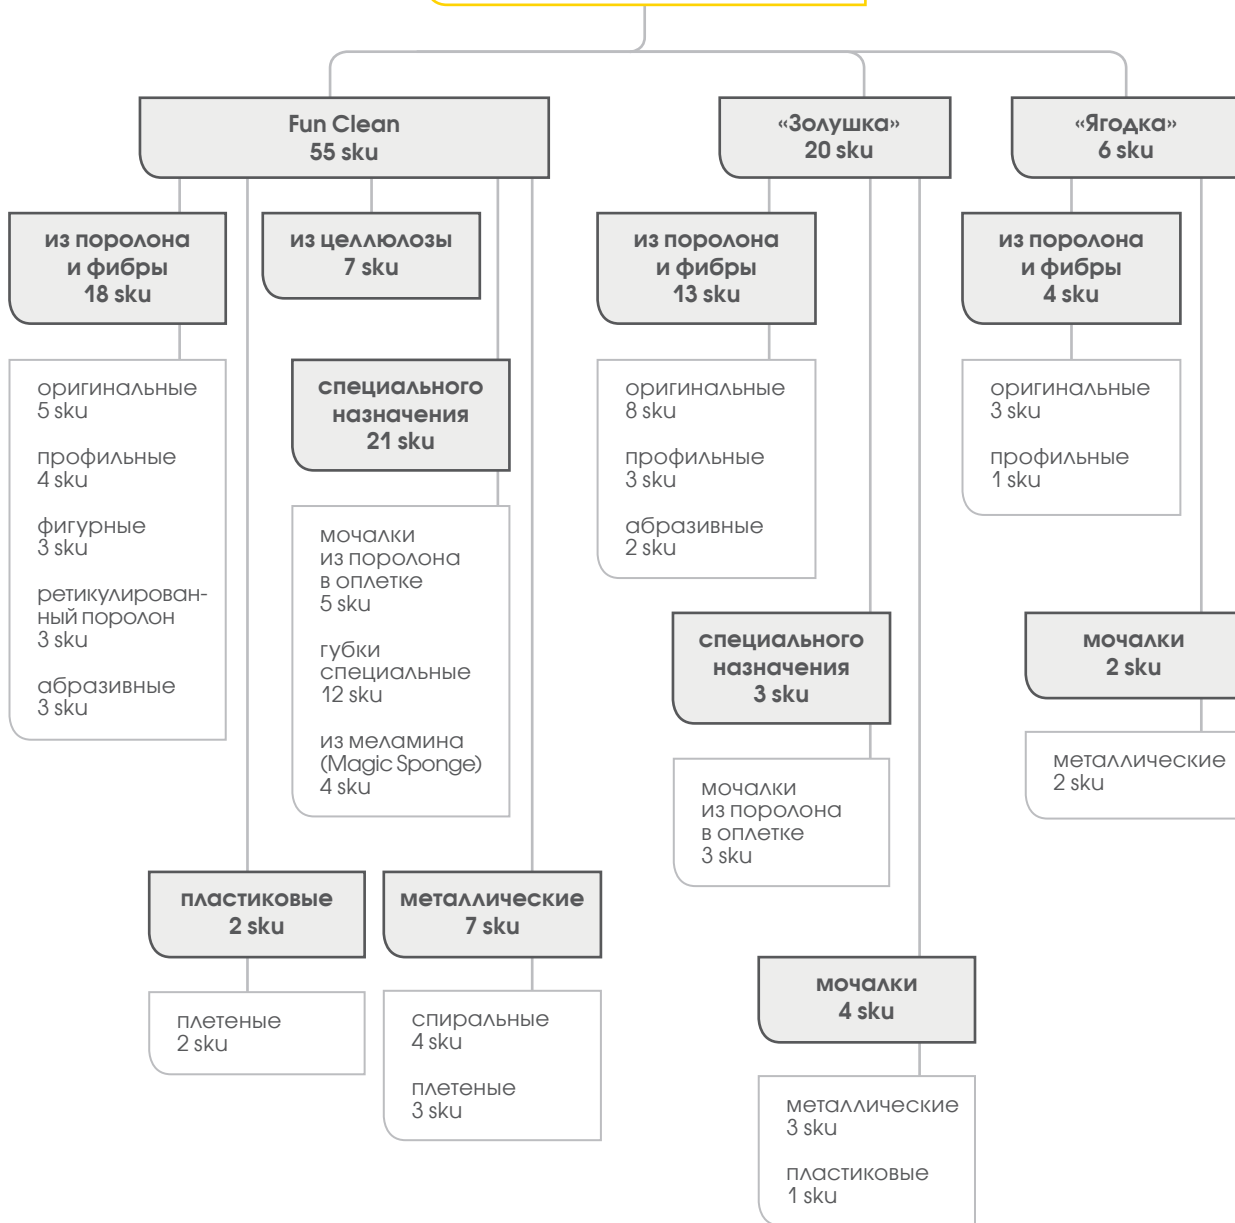 Fun Clean
55 sku
«Золушка»
20 sku
«Ягодка»
6 sku
из поролона
и фибры
18 sku
из целлюлозы
7 sku
из поролона
и фибры
13 sku
из поролона
и фибры
4 sku
оригинальные
5 sku
профильные
4 sku
фигурные
3 sku
ретикулирован-
ный поролон
3 sku
абразивные
3 sku
специального
назначения
21 sku
мочалки
из поролона
в оплетке
5 sku
губки
специальные
12 sku
из меламина
(Magic Sponge)
4 sku
оригинальные
8 sku
профильные
3 sku
абразивные
2 sku
оригинальные
3 sku
профильные
1 sku
специального
назначения
3 sku
мочалки
из поролона
в оплетке
3 sku
мочалки
2 sku
металлические
2 sku
пластиковые
2 sku
плетеные
2 sku
металлические
7 sku
спиральные
4 sku
плетеные
3 sku
мочалки
4 sku
металлические
3 sku
пластиковые
1 sku